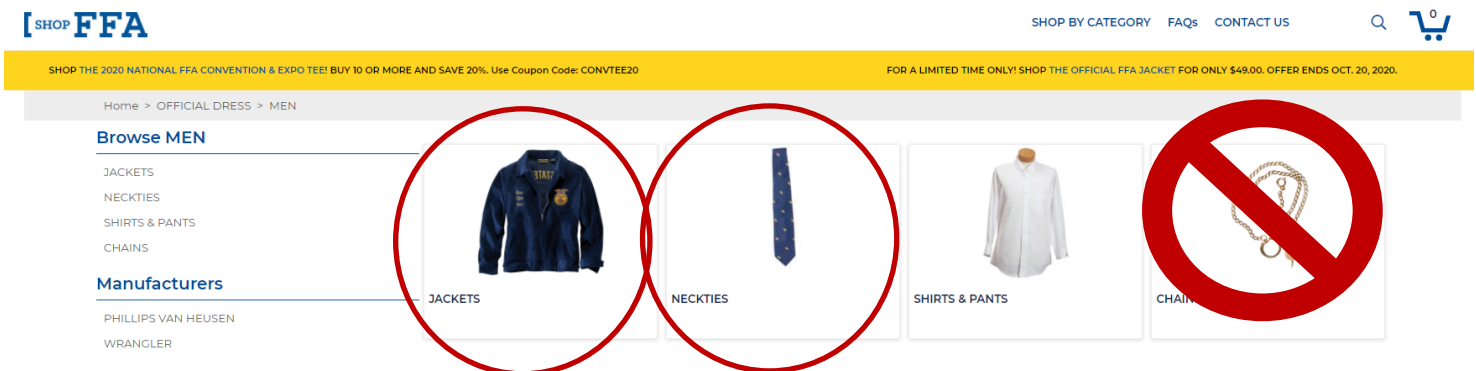 SHOP FFA
SHOP BY CATEGORY FAQs CONTACT US
0
SHOP THE 2020 NATIONAL FFA CONVENTION & EXPO TEE! BUY 10 OR MORE AND SAVE 20%. Use Coupon Code: CONVTEE20
FOR A LIMITED TIME ONLY! SHOP THE OFFICIAL FFA JACKET FOR ONLY $49.00. OFFER ENDS OCT. 20, 2020.
Home > OFFICIAL DRESS > MEN
Browse MEN
JACKETS
NECKTIES
SHIRTS & PANTS
CHAINS
Manufacturers
PHILLIPS VAN HEUSEN
WRANGLER
JACKETS
NECKTIES
SHIRTS & PANTS